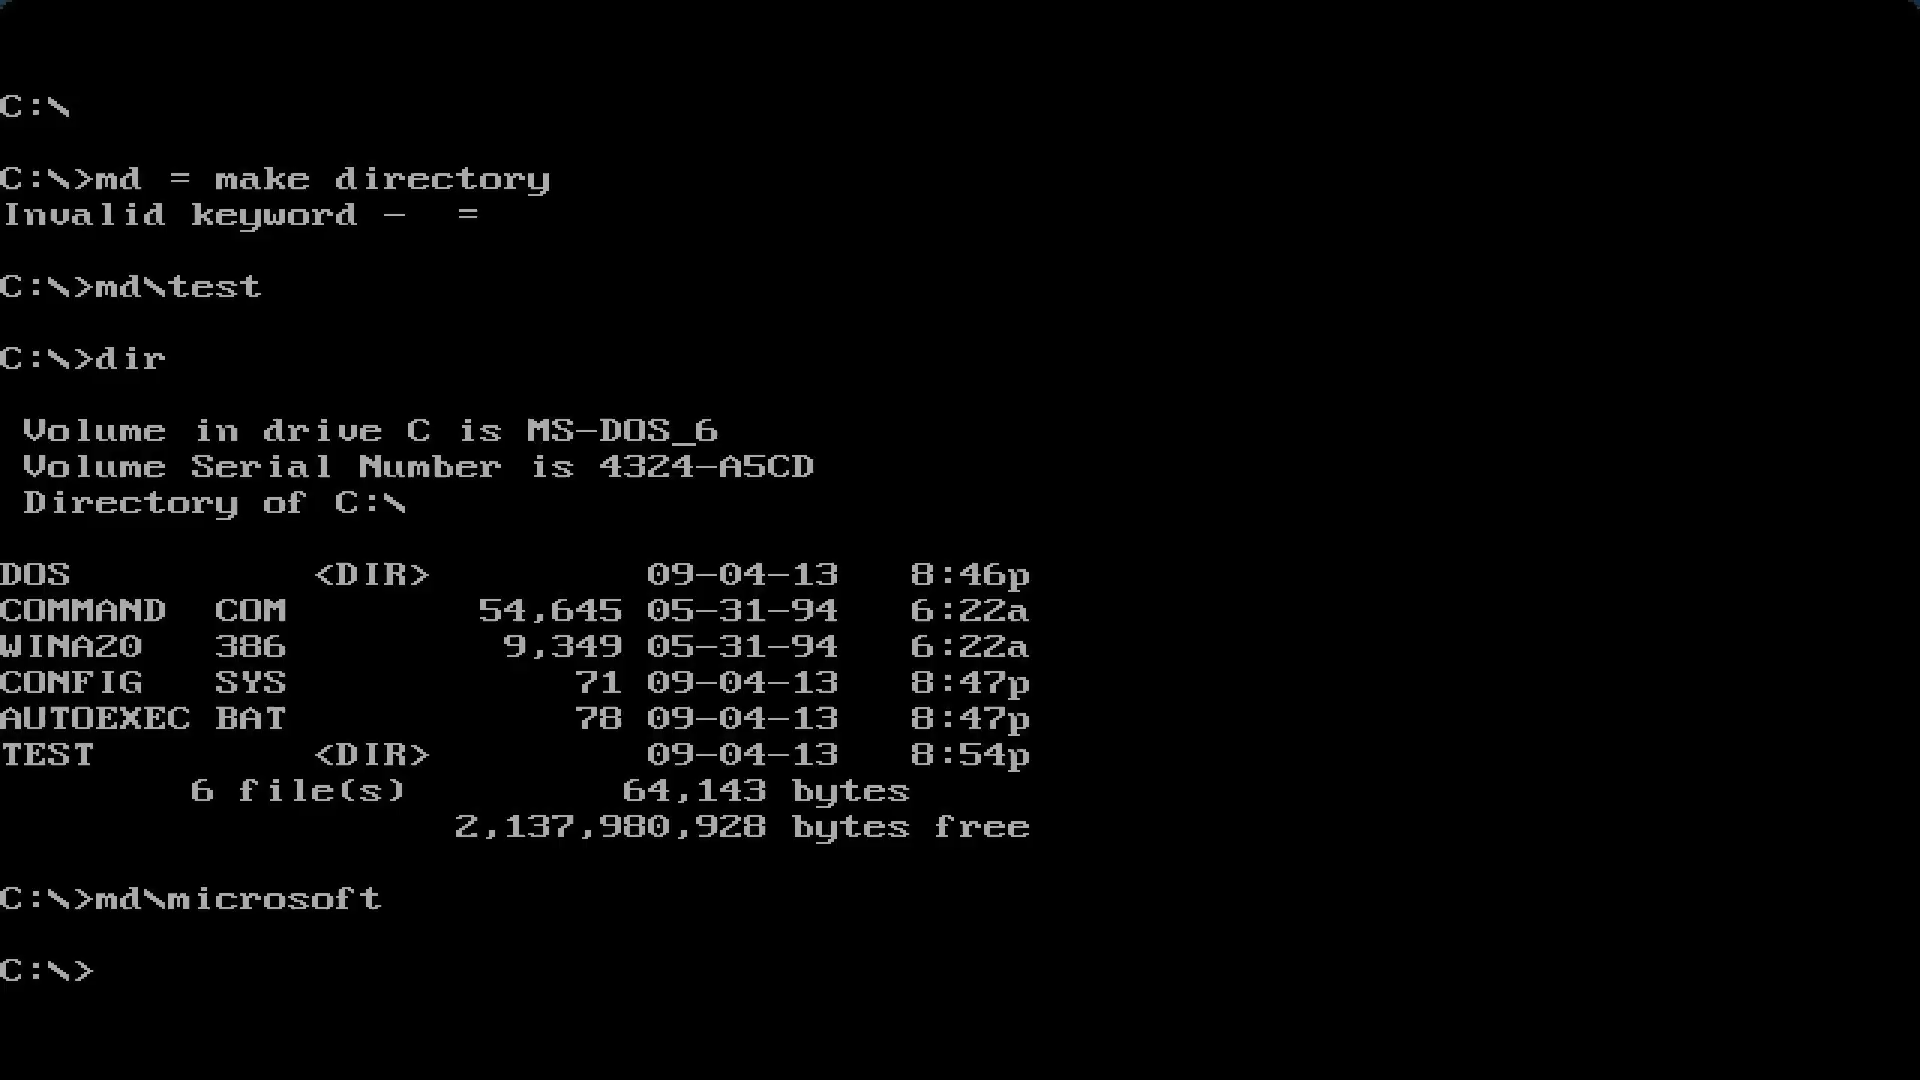 C:\
C:\>md = make directory
Invalid keyword -  =
C:\>md\test
C:\>dir
Volume in drive C is MS-DOS_6
Volume Serial Number is 4324-A5CD
Directory of C:\
DOS          <DIR>         09-04-13   8:46p
COMMAND  COM        54,645 05-31-94   6:22a
WINA20   386         9,349 05-31-94   6:22a
CONFIG   SYS            71 09-04-13   8:47p
AUTOEXEC BAT            78 09-04-13   8:47p
TEST         <DIR>         09-04-13   8:54p
6 file(s)         64,143 bytes
2,137,980,928 bytes free
C:\>md\microsoft
C:\>